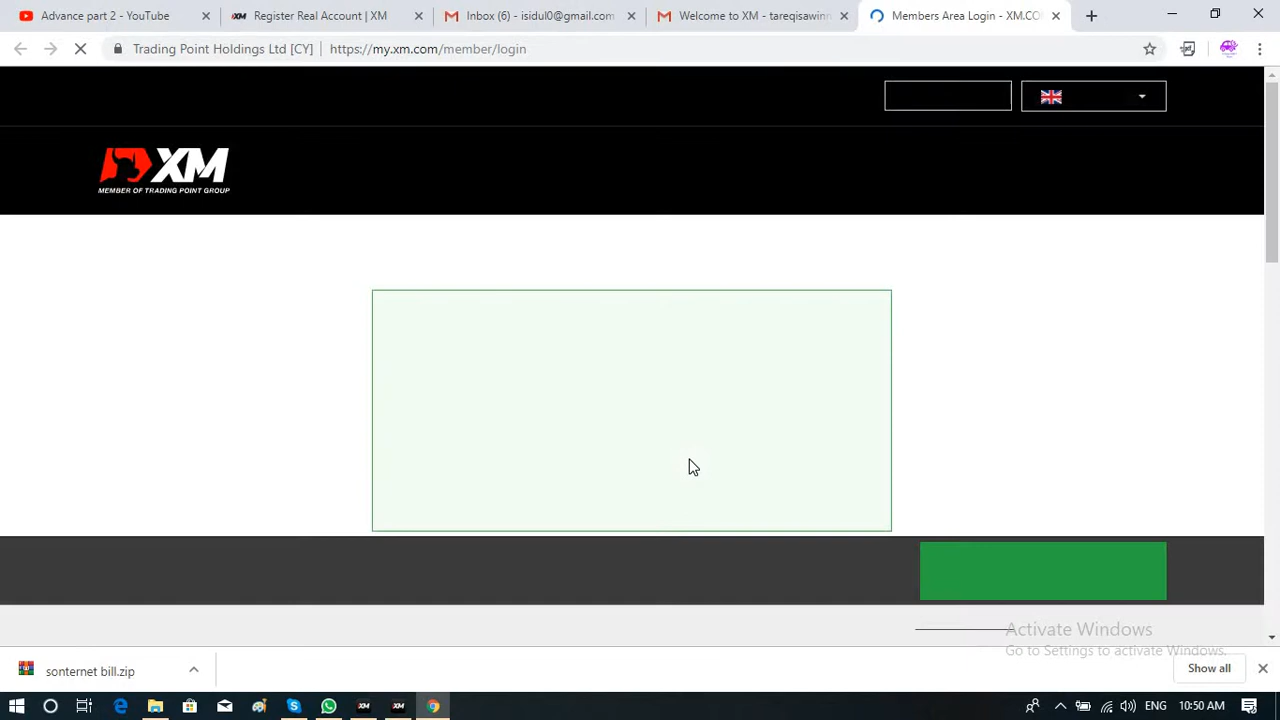 Advance part 2 - YouTube
Register Real Account | XM
Inbox (6) - isidul0@gmail.com
Welcome to XM - tareqisawinn
Members Area Login - XM.CO
Trading Point Holdings Ltd [CY]
https://my.xm.com/member/login
XM
MEMBER OF TRADING POINT GROUP
Activate Windows
Go to Settings to activate Windows.
sonternet bill.zip
Show all
XM
XM
ENG
10:50 AM